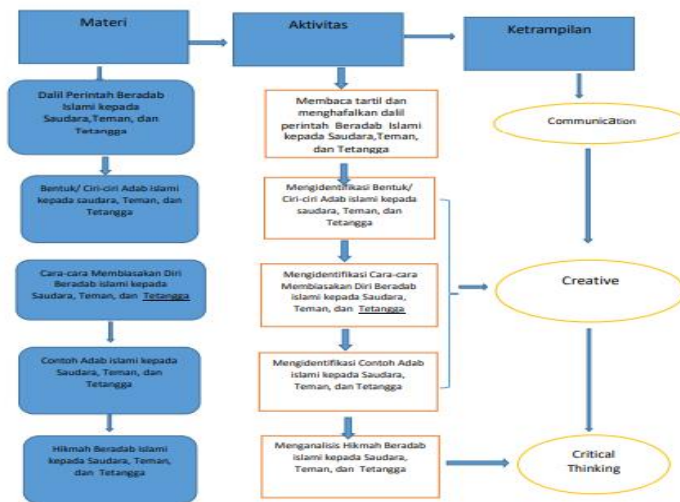 Materi
Aktivitas
Ketrampilan
Dalil Perintah Beradab
Islami kepada
Saudara,Teman, dan
Tetangga
Bentuk/ Ciri-ciri Adab islami
kepada saudara, Teman, dan
Tetangga
Cara-cara Membiasakan Diri
Beradab islami kepada
Saudara, Teman, dan Tetangga
Contoh Adab islami kepada
Saudara, Teman, dan
Tetangga
Hikmah Beradab Islami
kepada Saudara, Teman,
dan Tetangga
Membaca tartil dan
menghafalkan dalil
perintah Beradab Islami
kepada Saudara,Teman,
dan Tetangga
Mengidentifikasi Bentuk/
Ciri-ciri Adab islami kepada
saudara, Teman, dan
Tetangga
Mengidentifikasi Cara-cara
Membiasakan Diri Beradab
islami kepada Saudara,
Teman, dan Tetangga
Mengidentifikasi Contoh Adab
islami kepada Saudara,
Teman, dan Tetangga
Menganalisis Hikmah Beradab
islami kepada Saudara,
Teman, dan Tetangga
Communication
Creative
Critical
Thinking